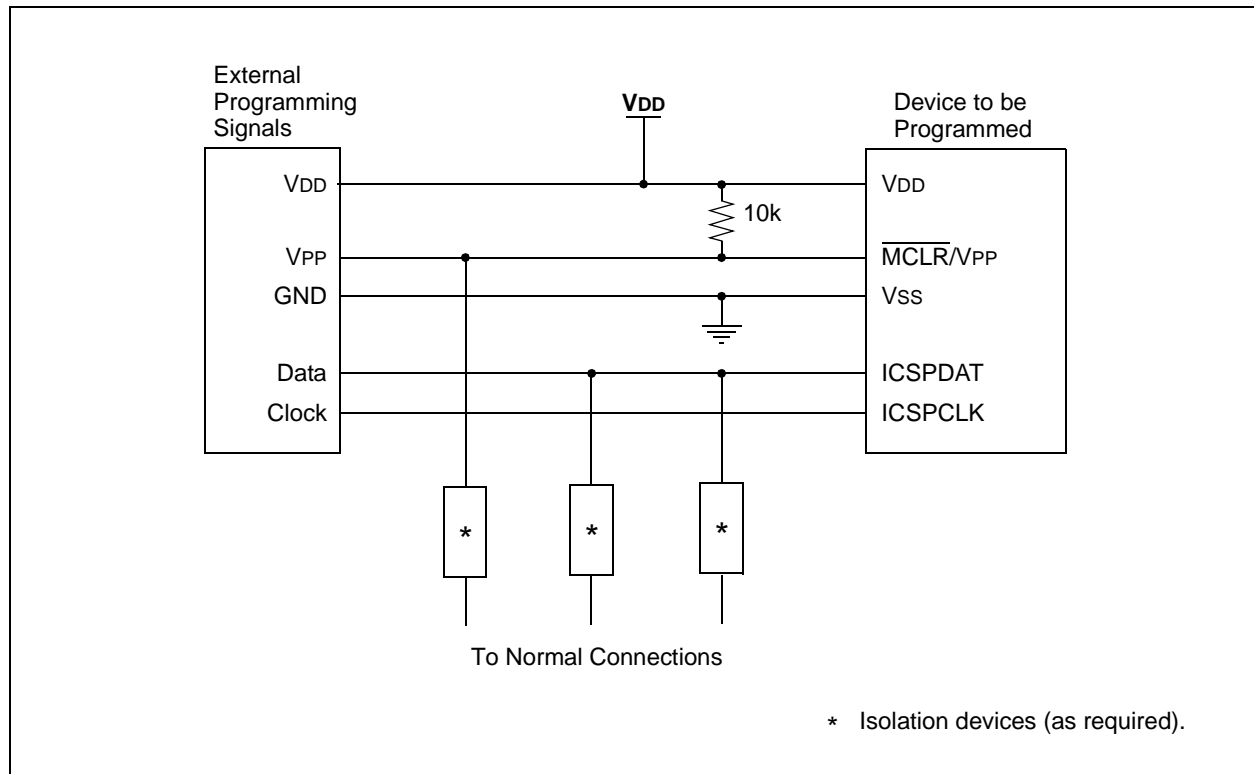 External
Programming
Signals
VDD
Device to be
Programmed
VDD
VDD
10k
VPP
MCLR/VPP
GND
VSS
Data
ICSPDAT
Clock
ICSPCLK
*
*
*
To Normal Connections
* Isolation devices (as required).